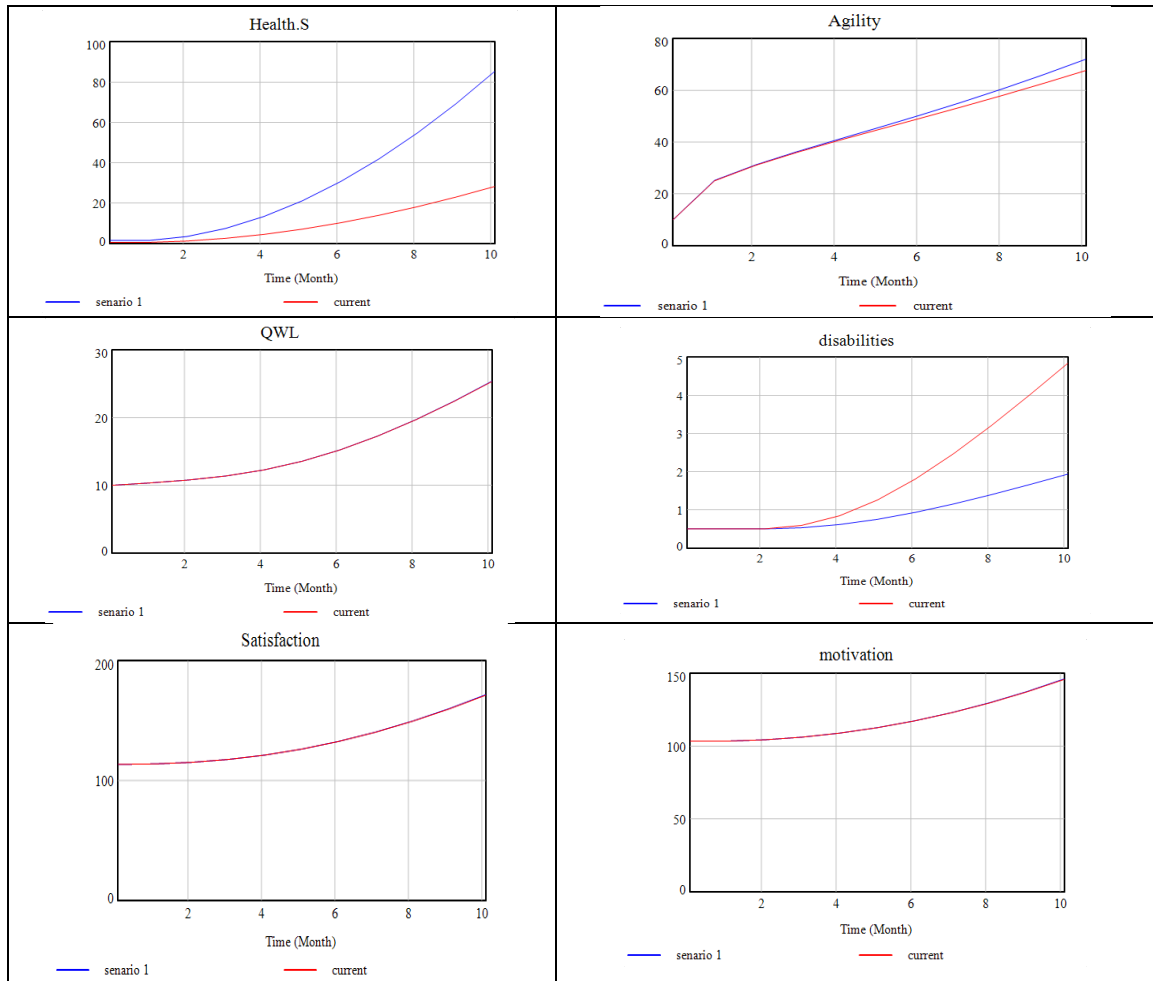 Health.S
100
80
60
40
20
0
2 4 6 8 10
Time (Month)
senario 1 current
Agility
80
60
40
20
0
2 4 6 8 10
Time (Month)
senario 1 current
QWL
30
20
10
0
2 4 6 8 10
Time (Month)
senario 1 current
disabilities
5
4
3
2
1
0
2 4 6 8 10
Time (Month)
senario 1 current
Satisfaction
200
100
0
2 4 6 8 10
Time (Month)
senario 1 current
motivation
150
100
50
0
2 4 6 8 10
Time (Month)
senario 1 current